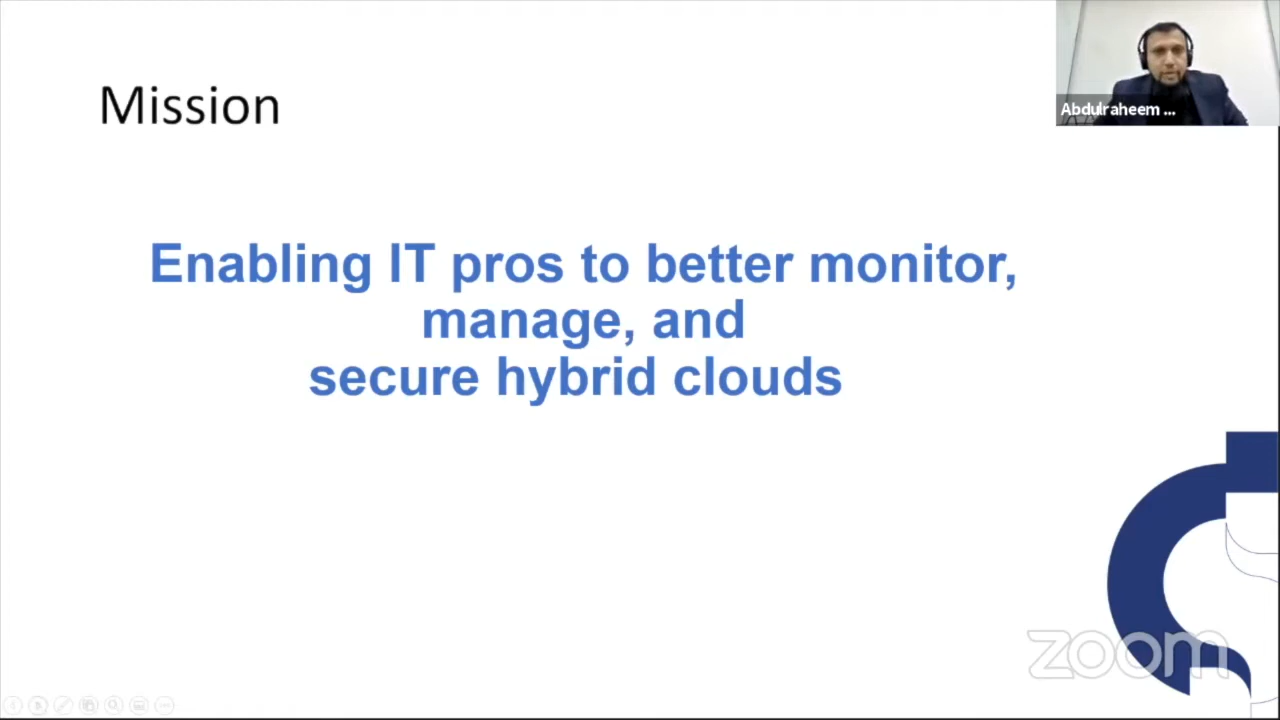 Mission
Abdulraheem ...
Enabling IT pros to better monitor,
manage, and
secure hybrid clouds
zoom